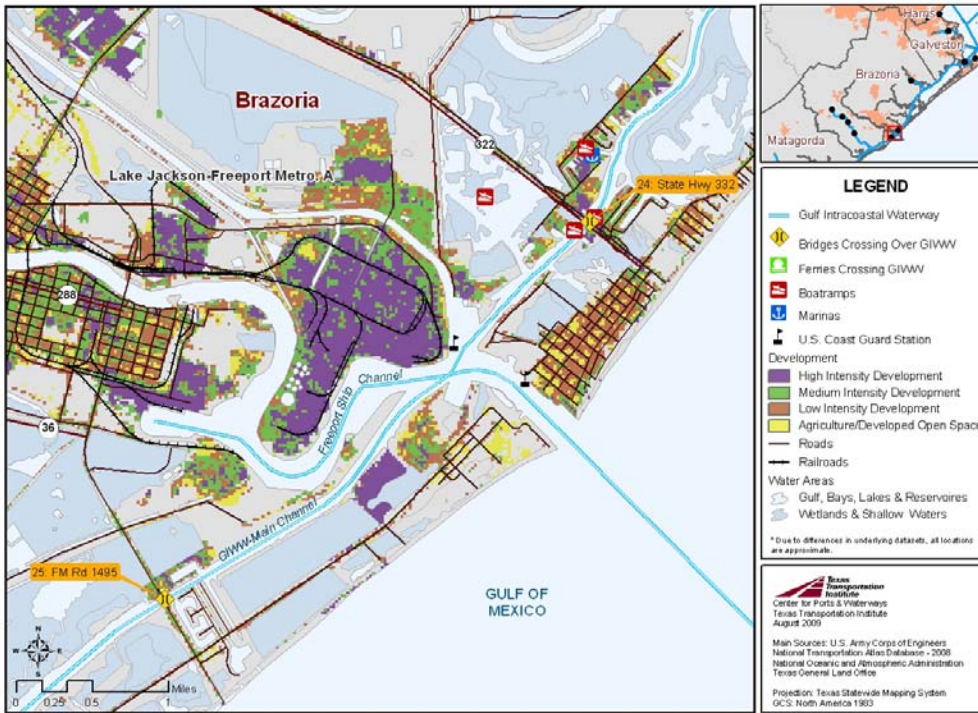 Brazoria
Lake Jackson-Freeport Metro, A
322
24: State Hwy 332
288
36
Freeport Ship Channel
GIWW-Main Channel
25: FM Rd 1495
GULF OF
MEXICO
N
W E
S
Miles
0 0.25 0.5 1
Harris
Galveston
Brazoria
Matagorda
LEGEND
Gulf Intracoastal Waterway
Bridges Crossing Over GIWW
Ferries Crossing GIWW
Boatramps
Marinas
U.S. Coast Guard Station
Development
High Intensity Development
Medium Intensity Development
Low Intensity Development
Agriculture/Developed Open Space
Roads
Railroads
Water Areas
Gulf, Bays, Lakes & Reservoires
Wetlands & Shallow Waters
* Due to differences in underlying datasets, all locations
are approximate.
Texas
Transportation
Institute
Center for Ports & Waterways
Texas Transportation Institute
August 2009
Main Sources: U.S. Army Corps of Engineers
National Transportation Atlas Database - 2008
National Oceanic and Atmospheric Administration
Texas General Land Office
Projection: Texas Statewide Mapping System
GCS: North America 1983